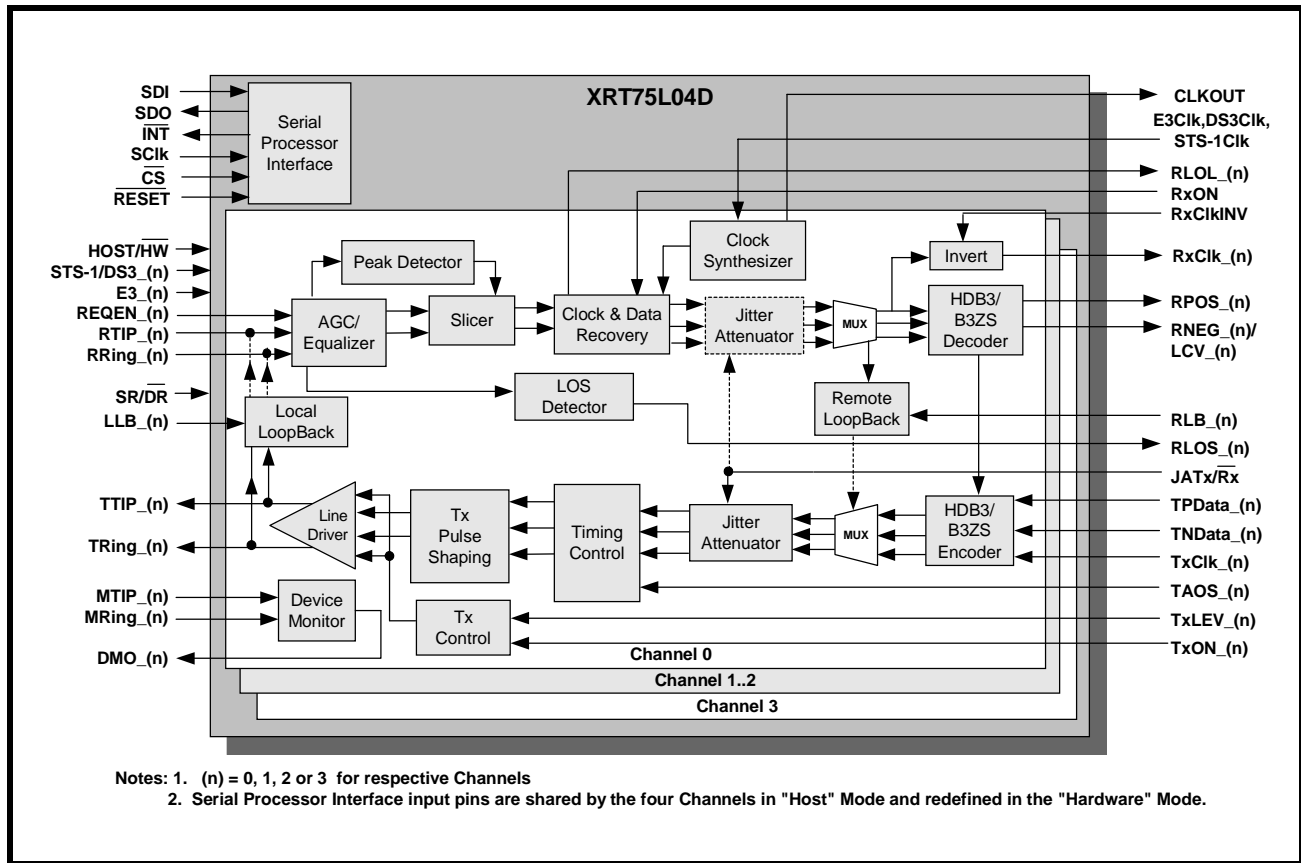 XRT75L04D
SDI
SDO
INT
SClk
CS
RESET
Serial
Processor
Interface
HOST/HW
STS-1/DS3_(n)
E3_(n)
REQEN_(n)
RTIP_(n)
RRing_(n)
SR/DR
LLB_(n)
TTIP_(n)
TRing_(n)
MTIP_(n)
MRing_(n)
DMO_(n)
Peak Detector
AGC/
Equalizer
Slicer
Clock & Data
Recovery
Clock
Synthesizer
Jitter
Attenuator
MUX
Invert
HDB3/
B3ZS
Decoder
LOS
Detector
Remote
LoopBack
Local
LoopBack
Line
Driver
Tx
Pulse
Shaping
Timing
Control
Jitter
Attenuator
MUX
HDB3/
B3ZS
Encoder
Device
Monitor
Tx
Control
Channel 0
Channel 1..2
Channel 3
CLKOUT
E3Clk,DS3Clk,
STS-1Clk
RLOL_(n)
RxON
RxClkINV
RxClk_(n)
RPOS_(n)
RNEG_(n)/
LCV_(n)
RLB_(n)
RLOS_(n)
JATx/Rx
TPData_(n)
TNData_(n)
TxClk_(n)
TAOS_(n)
TxLEV_(n)
TxON_(n)
Notes: 1. (n) = 0, 1, 2 or 3 for respective Channels
2. Serial Processor Interface input pins are shared by the four Channels in "Host" Mode and redefined in the "Hardware" Mode.